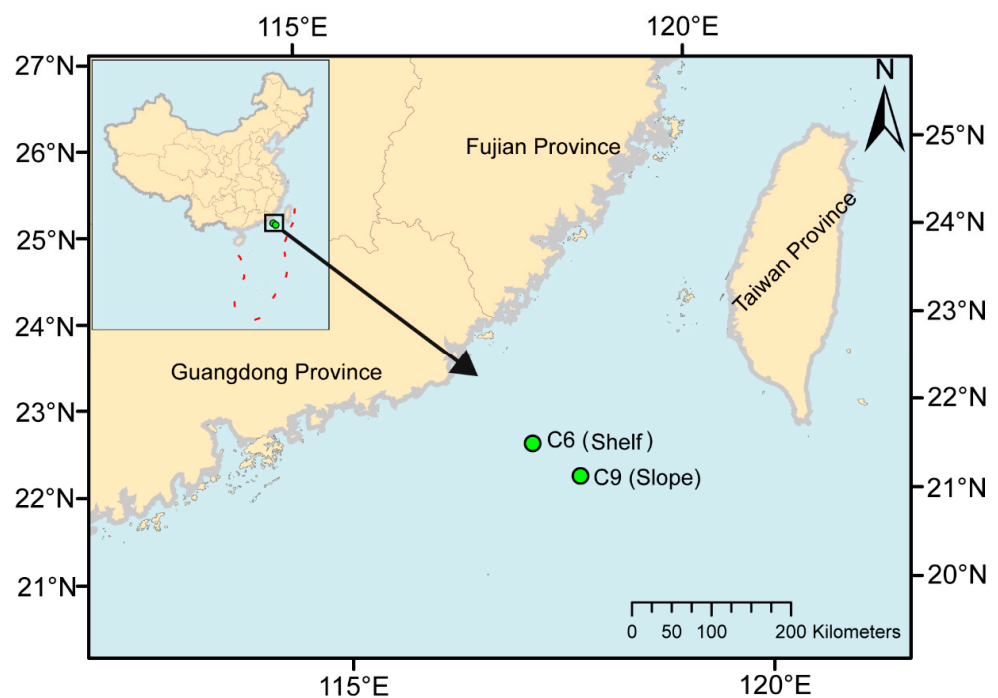 115°E
120°E
27°N
N
26°N
Fujian Province
25°N
25°N
24°N
Taiwan Province
24°N
23°N
Guangdong Province
22°N
23°N
C6 (Shelf)
C9 (Slope)
21°N
22°N
21°N
20°N
0 50 100 200 Kilometers
115°E
120°E